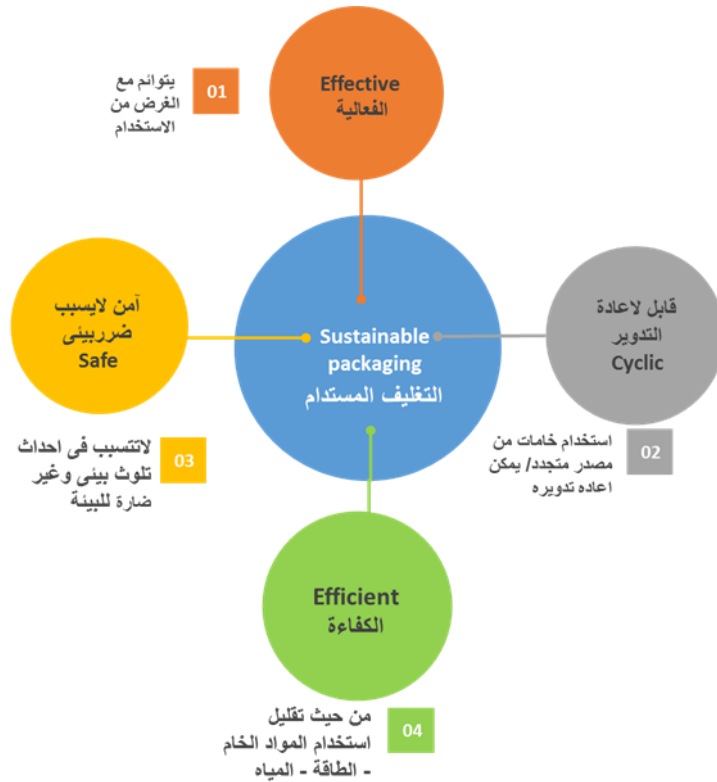 Effective
الفعالية
01
يتوائم مع
الغرض من
الاستخدام
Sustainable
packaging
التغليف المستدام
قابل لاعادة
التدوير
Cyclic
02
استخدام خامات من
مصدر متجدد/ يمكن
اعاده تدويره
آمن لايسبب
ضرربيئى
Safe
03
لاتتسبب فى احداث
تلوث بيئى وغير
ضارة للبيئة
Efficient
الكفاءة
04
من حيث تقليل
استخدام المواد الخام
- الطاقة - المياه